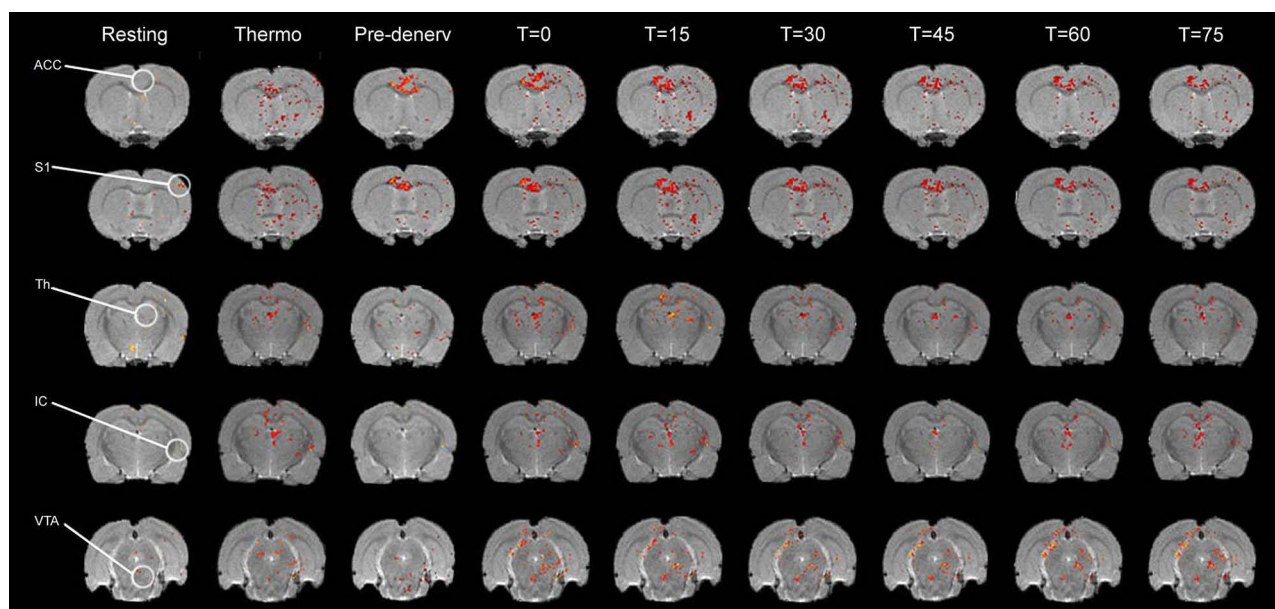 Resting Thermo Pre-denerv T=0 T=15 T=30 T=45 T=60 T=75
ACC
S1
Th
IC
VTA